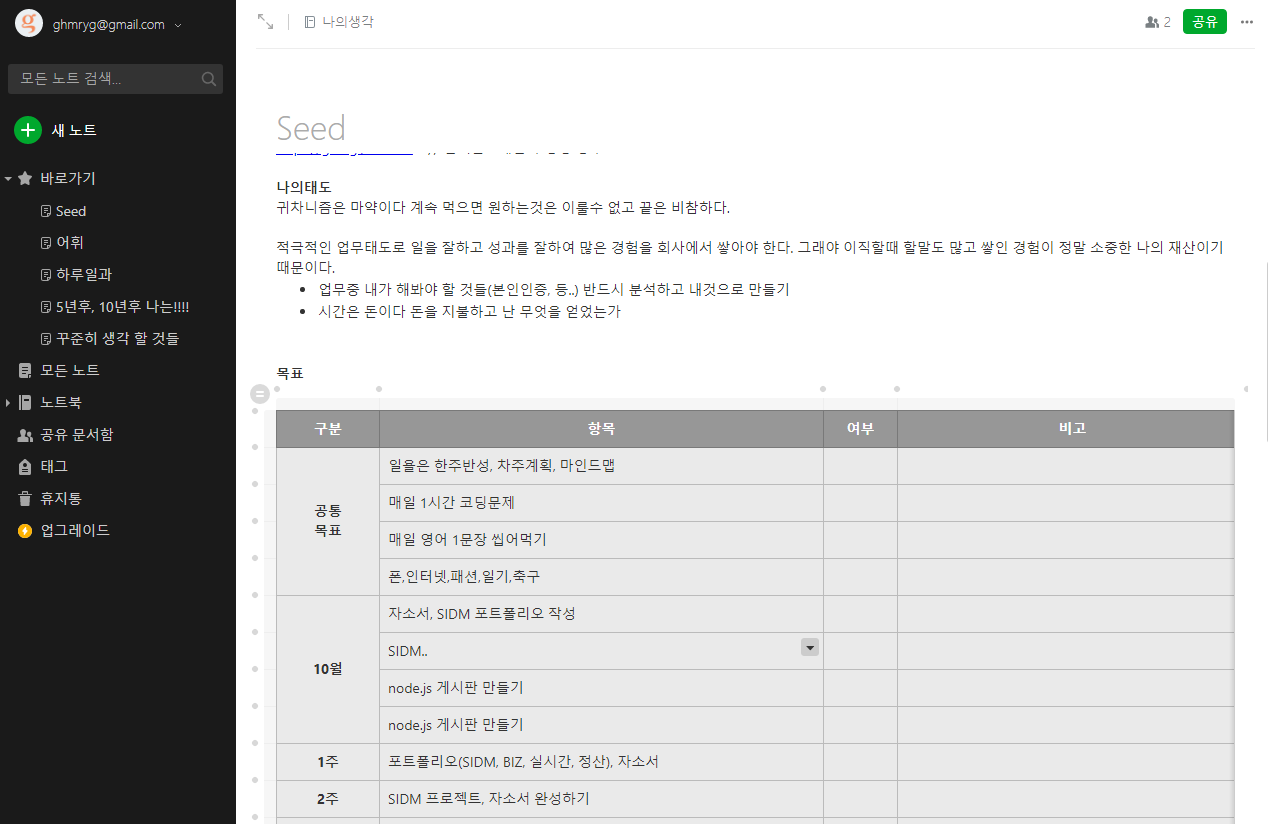 ghmryg@gmail.com
모든 노트 검색...
새 노트
바로가기
Seed
어휘
하루일과
5년후, 10년후 나는!!!!
꾸준히 생각 할 것들
모든 노트
노트북
공유 문서함
태그
휴지통
업그레이드
나의생각
2
공유
Seed
나의태도
귀차니즘은 마약이다 계속 먹으면 원하는것은 이룰수 없고 끝은 비참하다.
적극적인 업무태도로 일을 잘하고 성과를 잘하여 많은 경험을 회사에서 쌓아야 한다. 그래야 이직할때 할말도 많고 쌓인 경험이 정말 소중한 나의 재산이기
때문이다.
업무중 내가 해봐야 할 것들(본인인증, 등..) 반드시 분석하고 내것으로 만들기
시간은 돈이다 돈을 지불하고 난 무엇을 얻었는가
목표
구분 항목 여부 비고
공통
목표
일욜은 한주반성, 차주계획, 마인드맵
매일 1시간 코딩문제
매일 영어 1문장 씹어먹기
폰,인터넷,패션,일기,축구
10월
자소서, SIDM 포트폴리오 작성
SIDM..
node.js 게시판 만들기
node.js 게시판 만들기
1주 포트폴리오(SIDM, BIZ, 실시간, 정산), 자소서
2주 SIDM 프로젝트, 자소서 완성하기